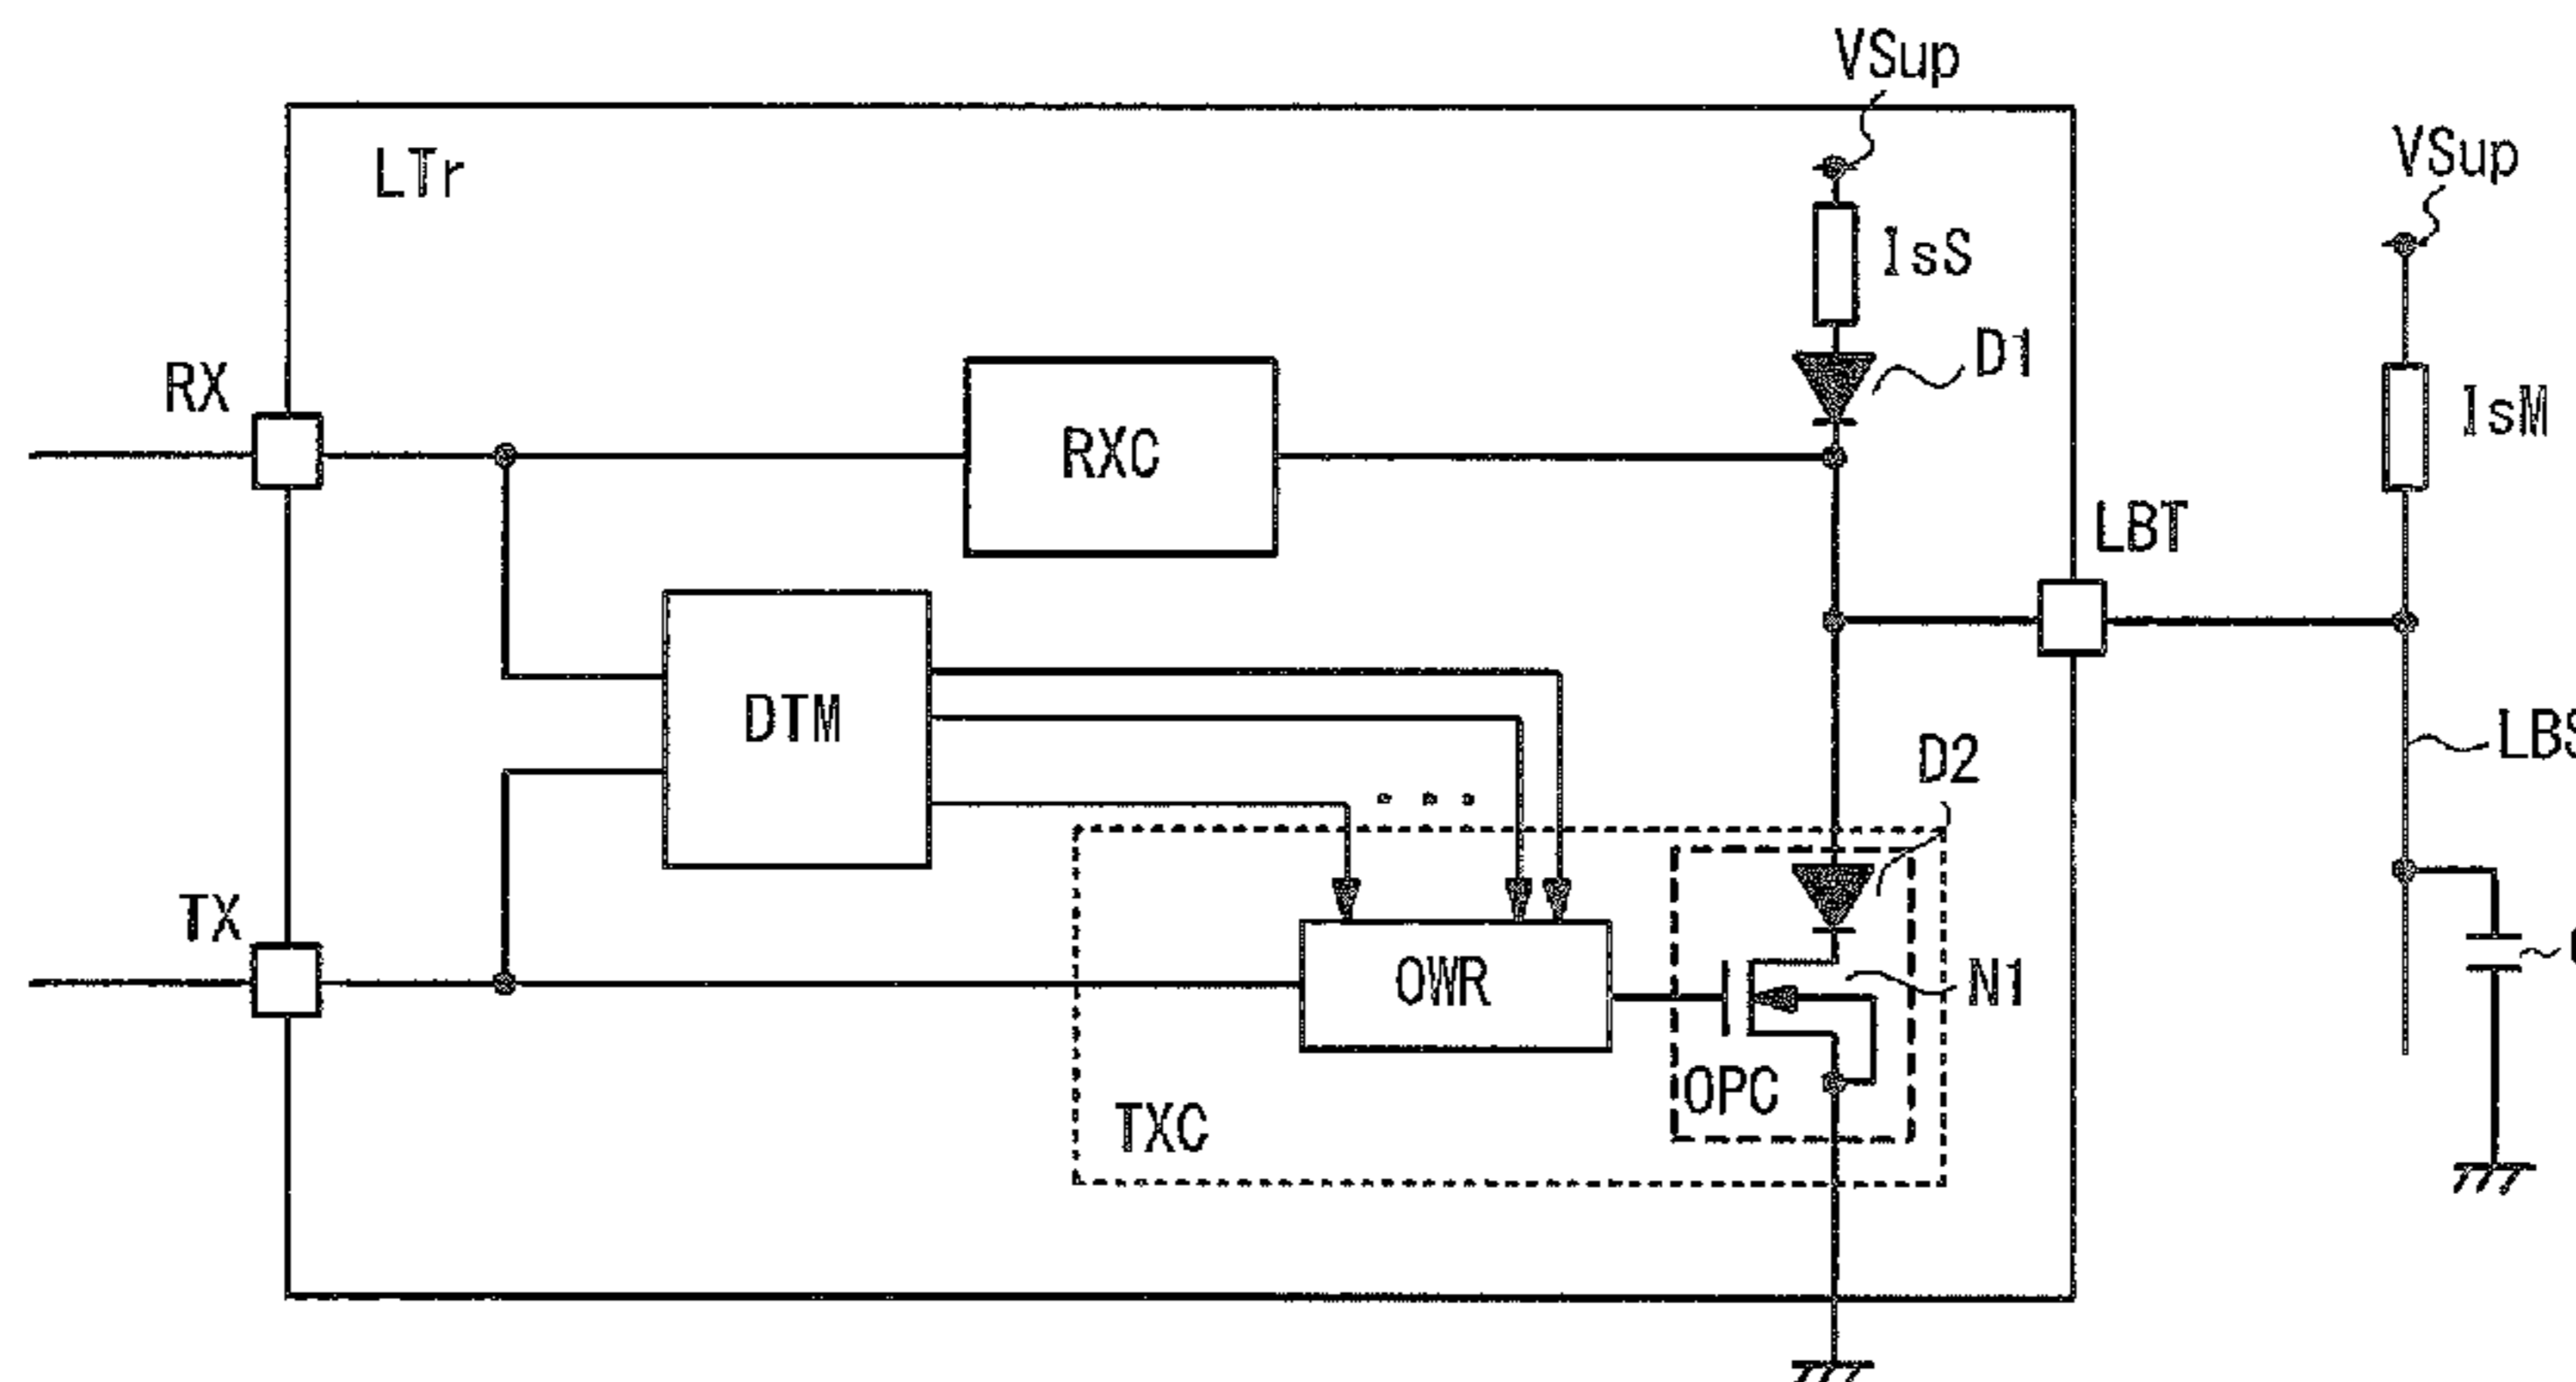 VSup
LTr
VSup
IsS
D1
RX
IsM
RXC
LBT
DTM
D2
TX
OWR
N1
OPC
TXC